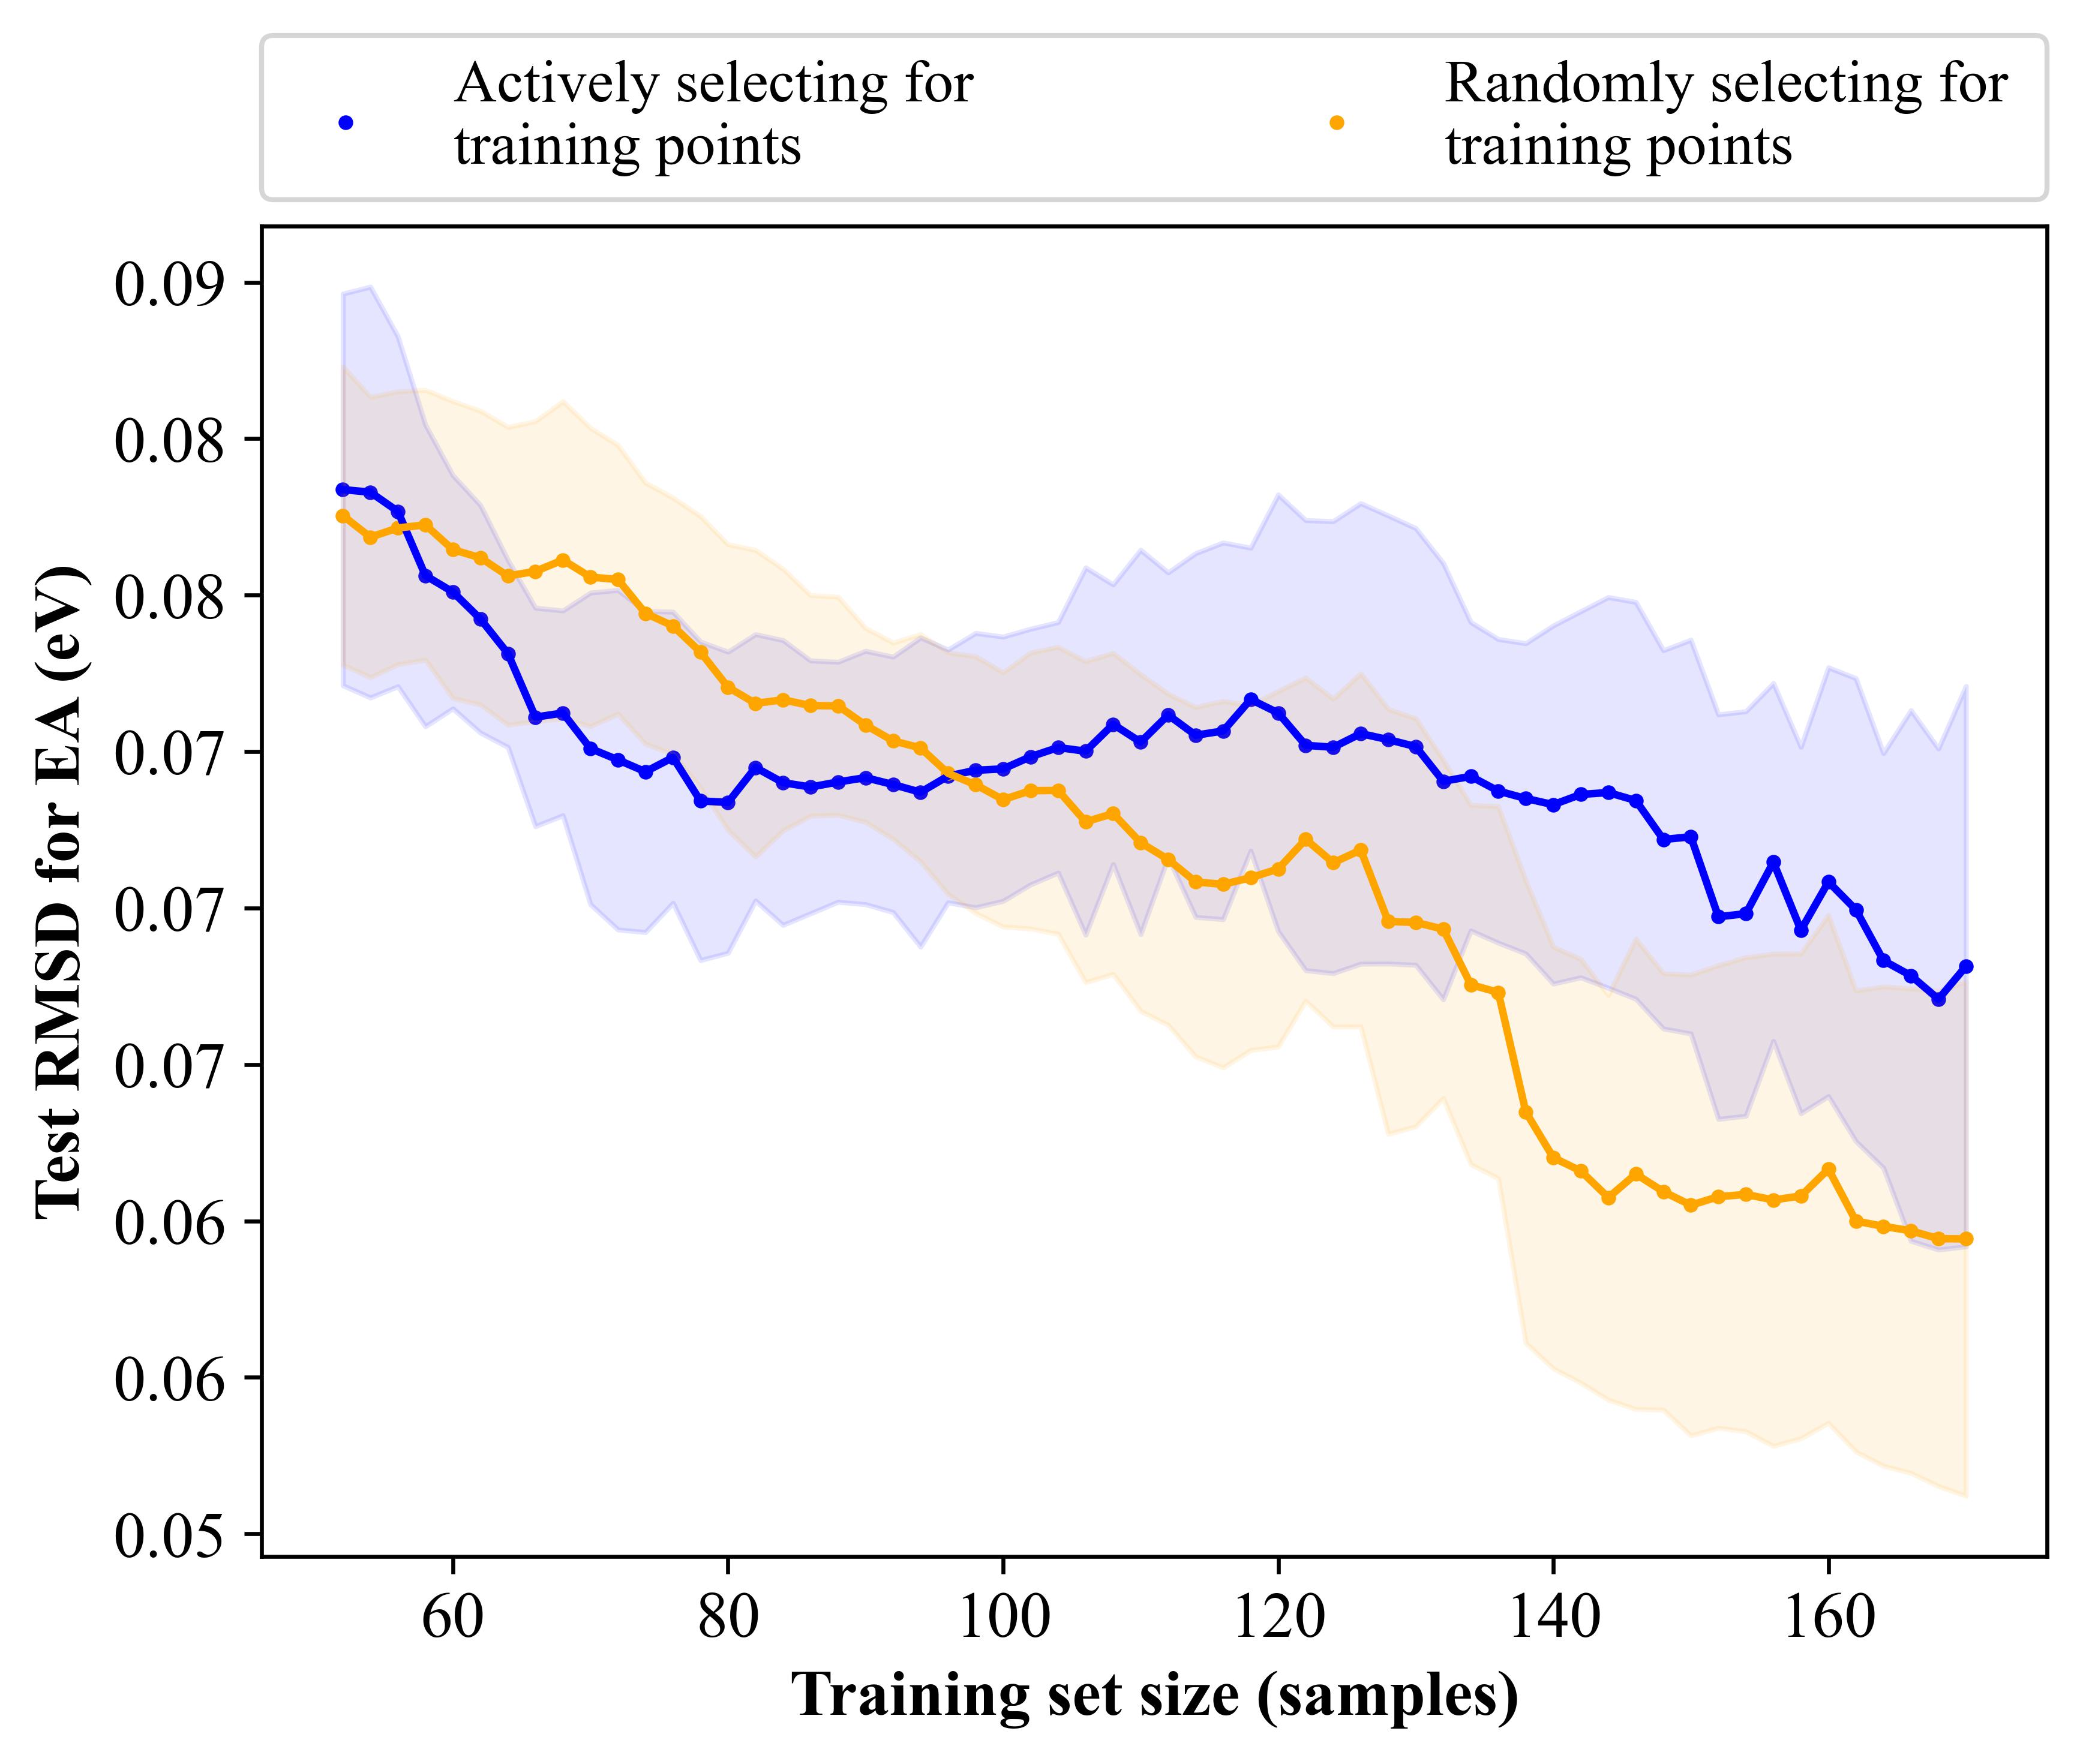 Actively selecting for
training points
Randomly selecting for
training points
Test RMSD for EA (eV)
0.09
0.08
0.08
0.07
0.07
0.07
0.06
0.06
0.05
60 80 100 120 140 160
Training set size (samples)